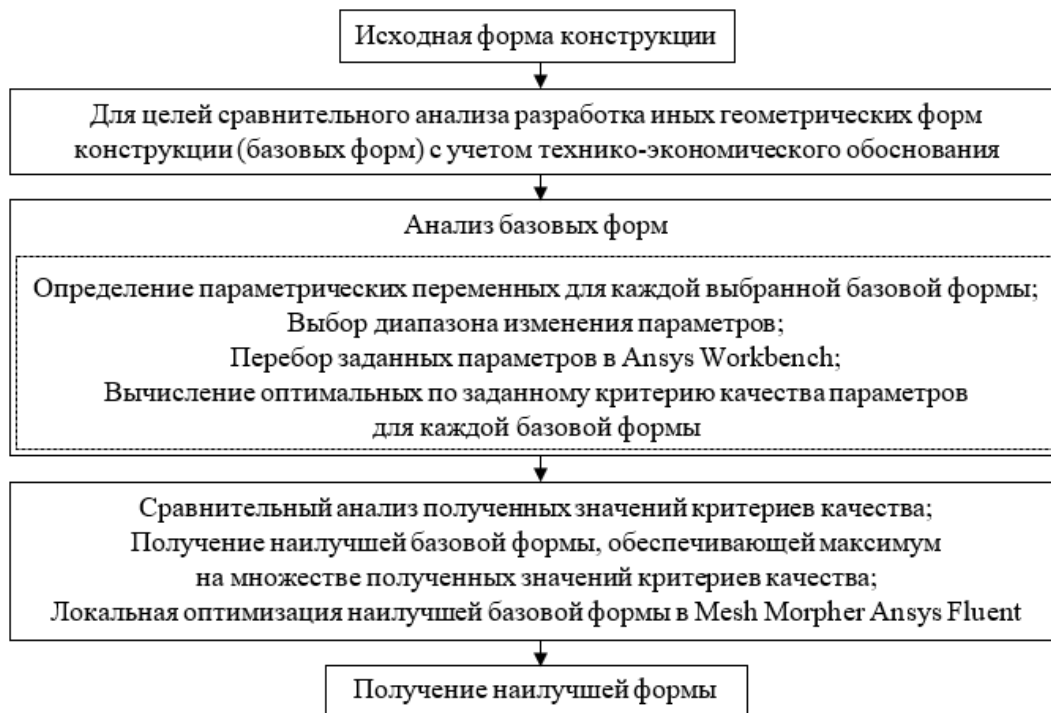 Исходная форма конструкции
Для целей сравнительного анализа разработка иных геометрических форм
конструкции (базовых форм) с учетом технико-экономического обоснования
Анализ базовых форм
Определение параметрических переменных для каждой выбранной базовой формы;
Выбор диапазона изменения параметров;
Перебор заданных параметров в Ansys Workbench;
Вычисление оптимальных по заданному критерию качества параметров
для каждой базовой формы
Сравнительный анализ полученных значений критериев качества;
Получение наилучшей базовой формы, обеспечивающей максимум
на множестве полученных значений критериев качества;
Локальная оптимизация наилучшей базовой формы в Mesh Morpher Ansys Fluent
Получение наилучшей формы